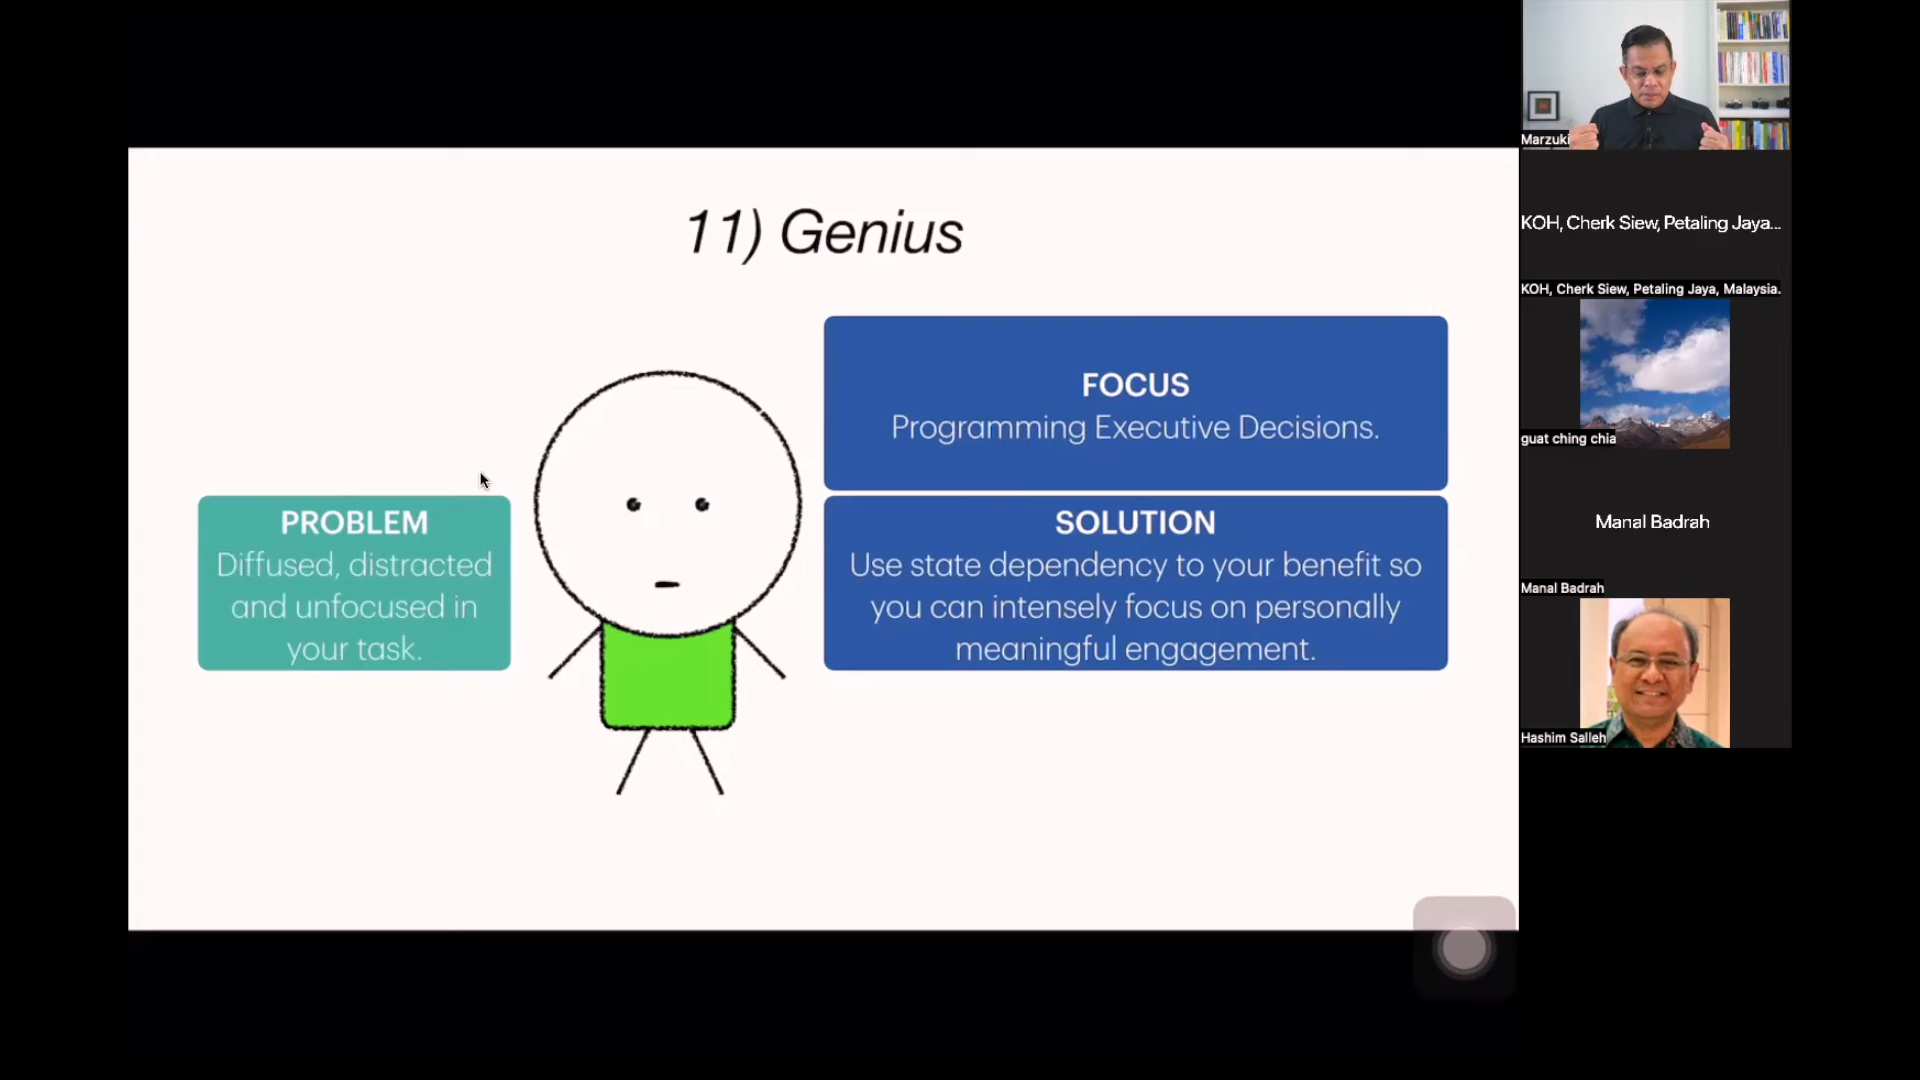 11) Genius
FOCUS
Programming Executive Decisions.
PROBLEM
Diffused, distracted
and unfocused in
your task.
SOLUTION
Use state dependency to your benefit so
you can intensely focus on personally
meaningful engagement.
Marzuki
KOH, Cherk Siew, Petaling Jaya...
KOH, Cherk Siew, Petaling Jaya, Malaysia.
guat ching chia
Manal Badrah
Manal Badrah
Hashim Salleh